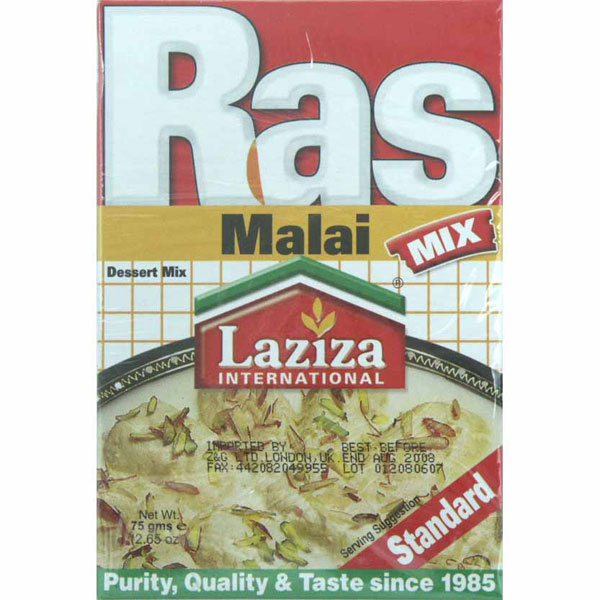 Ras
Malai
MIX
Dessert Mix
®
Laziza
INTERNATIONAL
IMPORTED BY BEST BEFORE
Z&G LTD.LONDON,UK.END AUG 2008
FAX:442082049955 LOT 012080607
Net Wt.
75 gms e
(2.65 oz)
Serving Suggestion
Standard
Purity, Quality & Taste since 1985